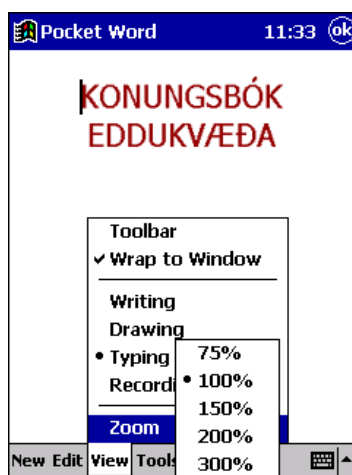 Pocket Word 11:33 ok
KONUNGSBÓK
EDDUKVÆÐA
Toolbar
Wrap to Window
Writing
Drawing
Typing
Recordi
Zoom
75%
100%
150%
200%
300%
New Edit View Tools